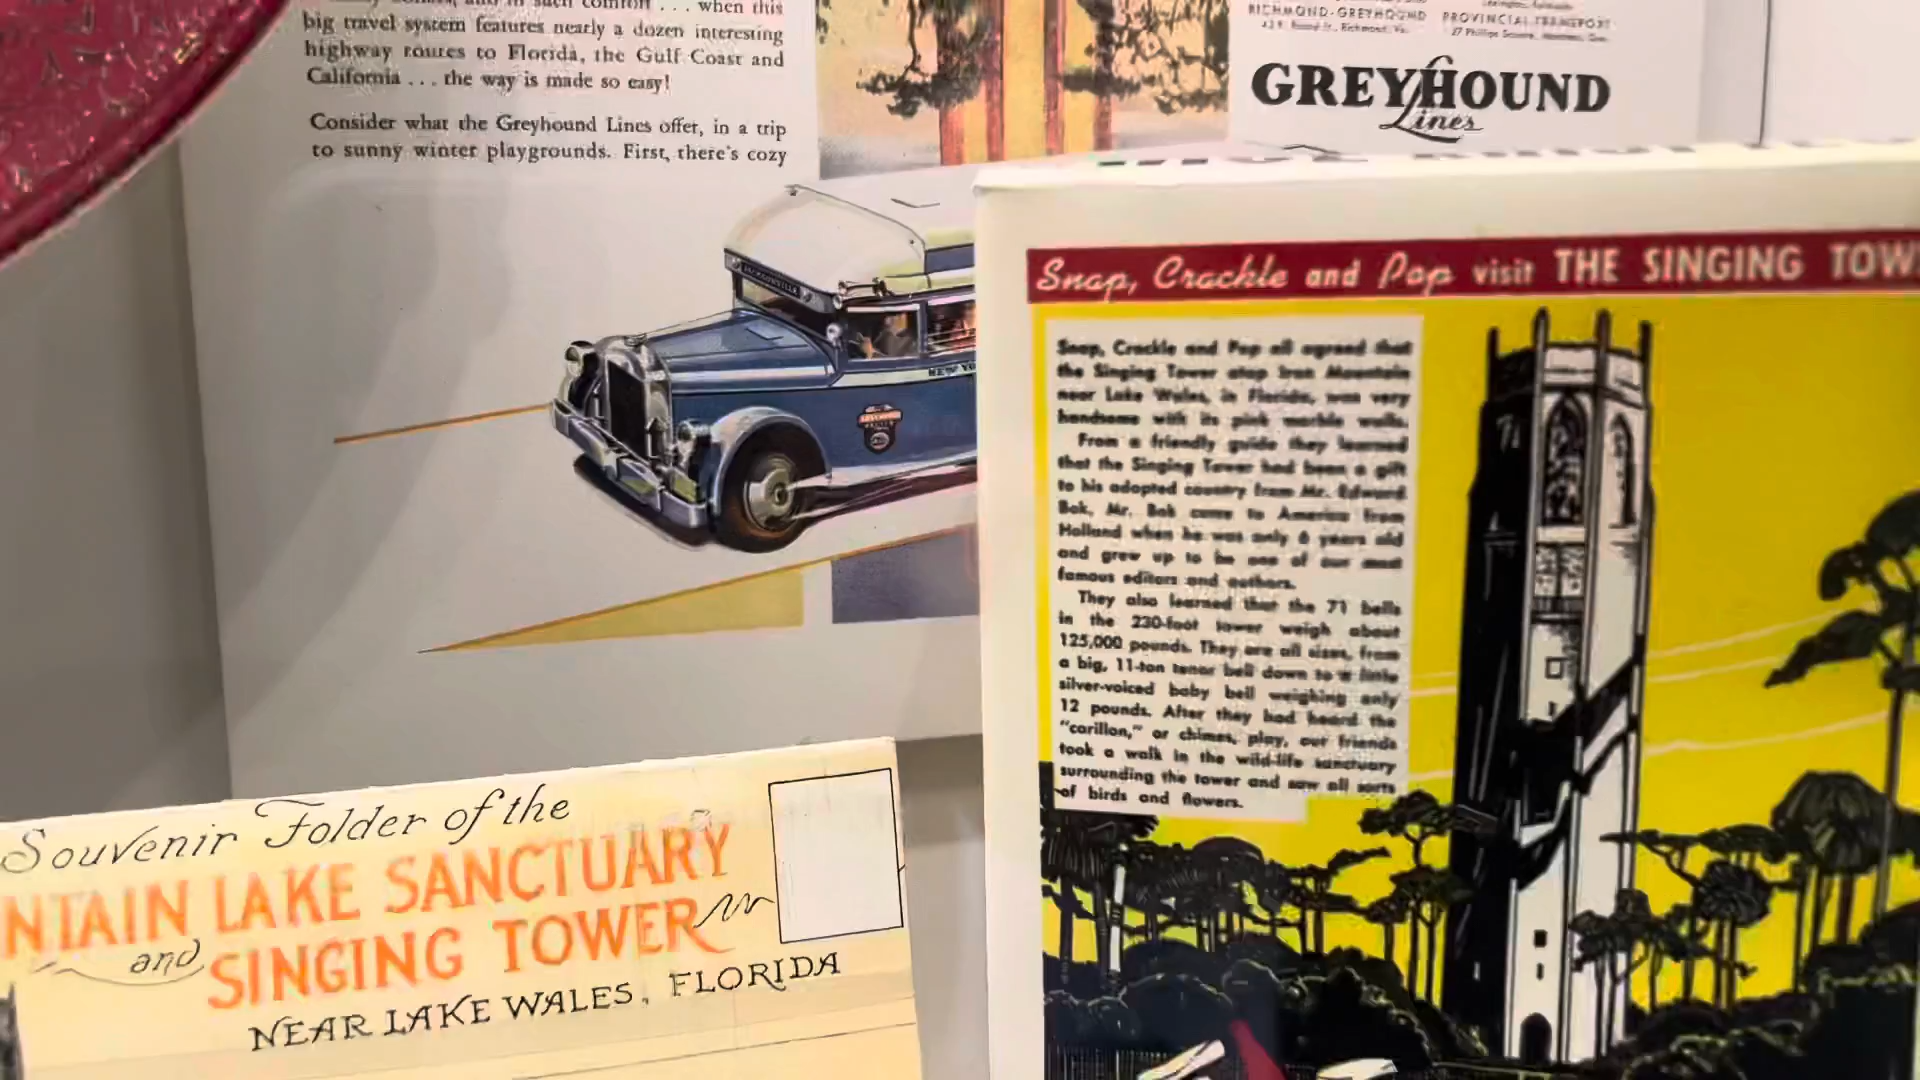 and in such comfort . . . when this
big travel system features nearly a dozen interesting
highway routes to Florida, the Gulf Coast and
California . . . the way is made so easy!
Consider what the Greyhound Lines offer, in a trip
to sunny winter playgrounds. First, there's cozy
RICHMOND-GREYHOUND
PROVINCIAL TRANSPORT
GREYHOUND
Lines
JACKSONVILLE
NEW YO
Snap, Crackle and Pop visit THE SINGING TOW
Snap, Crackle and Pop all agreed that
the Singing Tower atop Iron Mountain
near Lake Wales, in Florida, was very
handsome with its pink marble walls.
From a friendly guide they learned
that the Singing Tower had been a gift
to his adopted country from Mr. Edward
Bok. Mr. Bok came to America from
Holland when he was only 6 years old
and grew up to be one of our most
famous editors and authors.
They also learned that the 71 bells
in the 230-foot tower weigh about
125,000 pounds. They are all sizes, from
a big, 11-ton tenor bell down to a little
silver-voiced baby bell weighing only
12 pounds. After they had heard the
"carillon," or chimes, play, our friends
took a walk in the wild-life sanctuary
surrounding the tower and saw all sorts
of birds and flowers.
Souvenir Folder of the
NTAIN LAKE SANCTUARY
and SINGING TOWER
NEAR LAKE WALES, FLORIDA